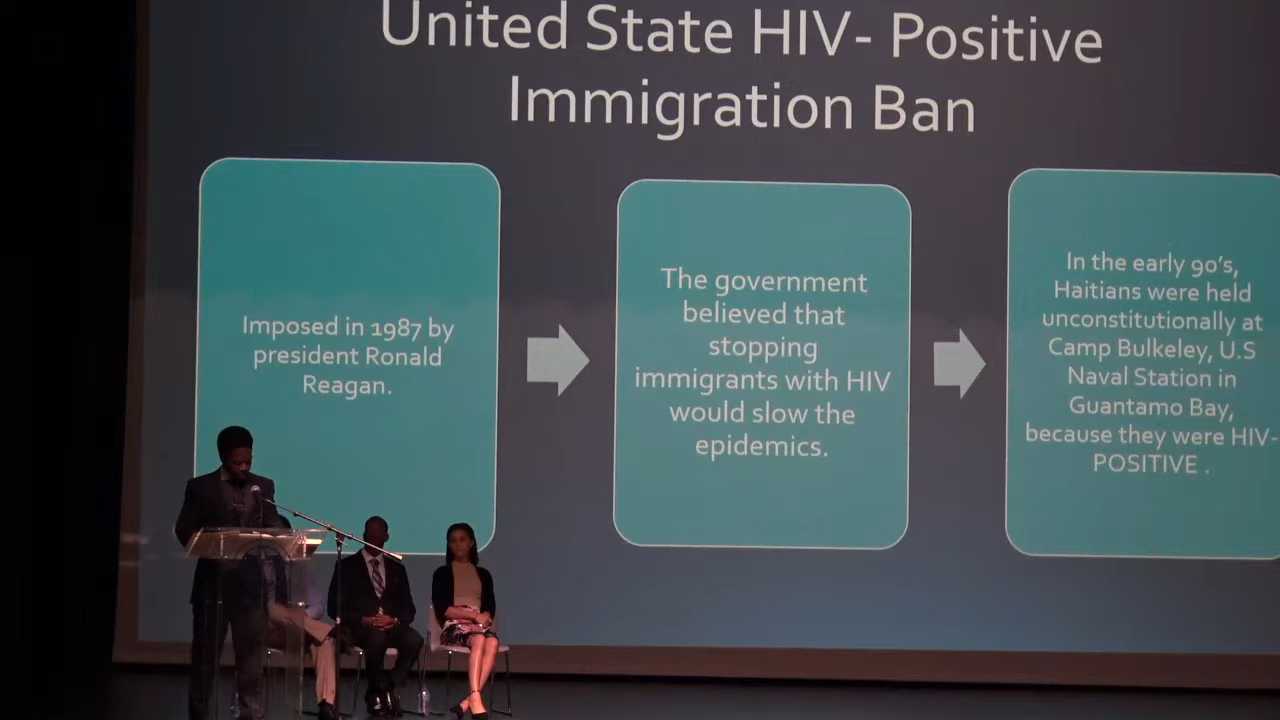 United State HIV- Positive
Immigration Ban
Imposed in 1987 by
president Ronald
Reagan.
The government
believed that
stopping
immigrants with HIV
would slow the
epidemics.
In the early 90's,
Haitians were held
unconstitutionally at
Camp Bulkeley, U.S
Naval Station in
Guantamo Bay,
because they were HIV-
POSITIVE .